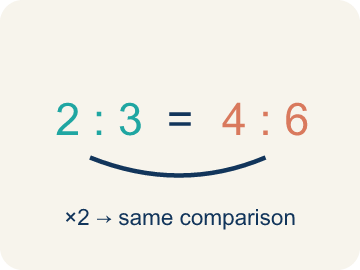 2 : 3 = 4 : 6
×2 → same comparison